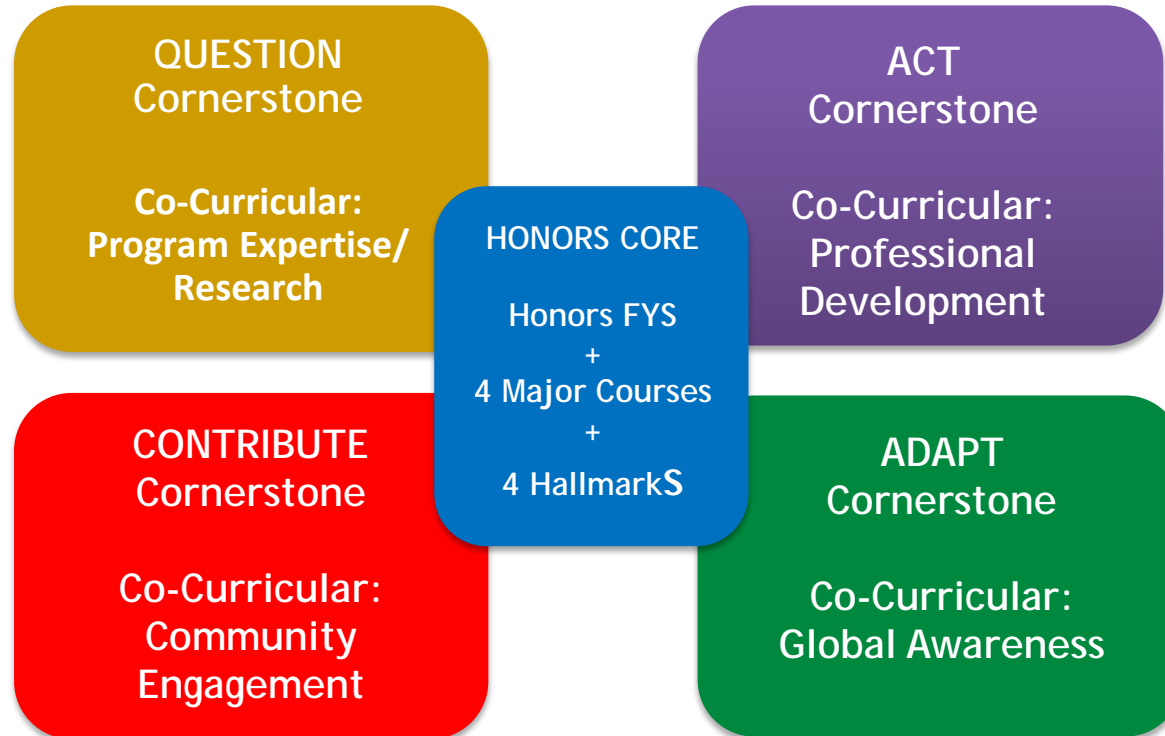 QUESTION
Cornerstone
Co-Curricular:
Program Expertise/
Research
ACT
Cornerstone
Co-Curricular:
Professional
Development
HONORS CORE
Honors FYS
+
4 Major Courses
+
4 HallmarkS
CONTRIBUTE
Cornerstone
Co-Curricular:
Community
Engagement
ADAPT
Cornerstone
Co-Curricular:
Global Awareness